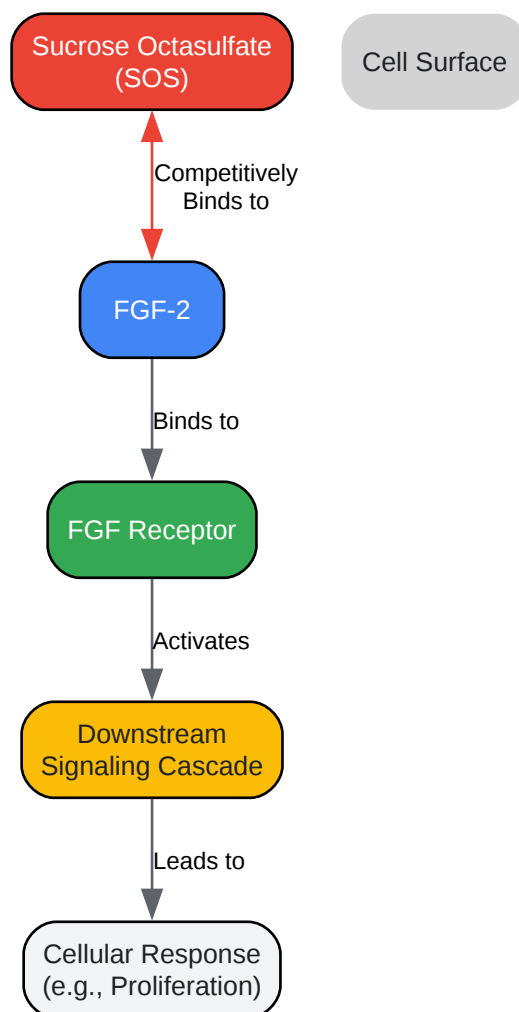 Sucrose Octasulfate
(SOS)
Cell Surface
Competitively
Binds to
FGF-2
Binds to
FGF Receptor
Activates
Downstream
Signaling Cascade
Leads to
Cellular Response
(e.g., Proliferation)